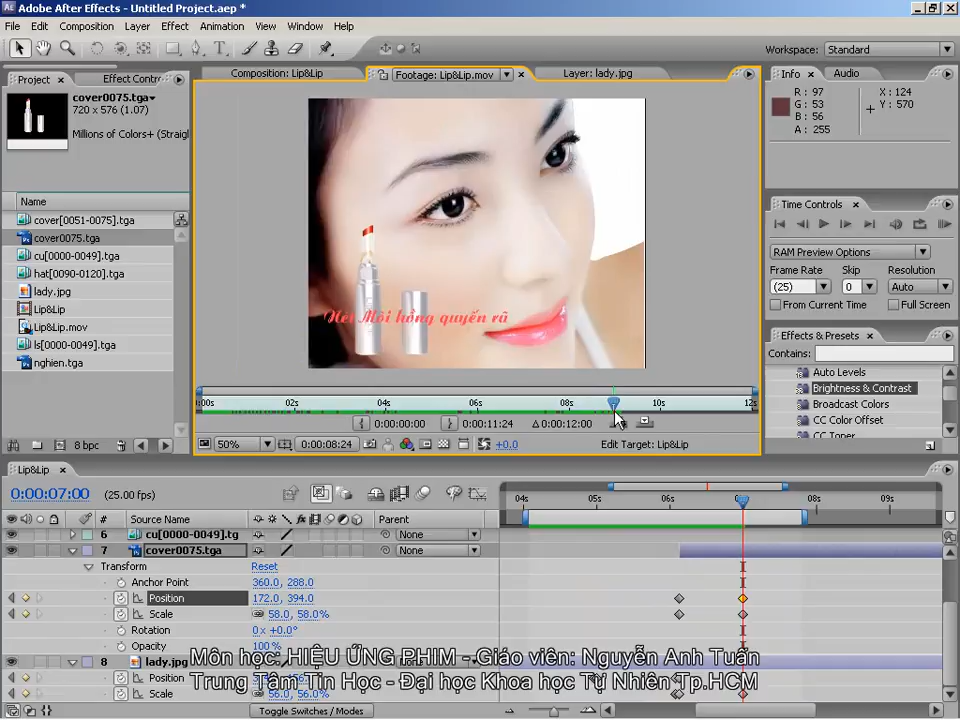 Adobe After Effects - Untitled Project.aep *
File Edit Composition Layer Effect Animation View Window Help
Workspace: Standard
Project Effect Contro
cover0075.tga
720 x 576 (1.07)
Millions of Colors+ (Straigh
Name
cover[0051-0075].tga
cover0075.tga
cu[0000-0049].tga
hat[0090-0120].tga
lady.jpg
Lip&Lip
Lip&Lip.mov
ls[0000-0049].tga
nghien.tga
8 bpc
Composition: Lip&Lip Footage: Lip&Lip.mov Layer: lady.jpg
Nét Môi hồng quyến rũ
0:00s 02s 04s 06s 08s 10s 12s
0:00:00:00 0:00:11:24 Δ0:00:12:00
50% 0:00:08:24 +0.0 Edit Target: Lip&Lip
Info Audio
R: 97 X: 124
G: 53 Y: 570
B: 56
A: 255
Time Controls
RAM Preview Options
Frame Rate Skip Resolution
(25) 0 Auto
From Current Time Full Screen
Effects & Presets
Contains:
Auto Levels
Brightness & Contrast
Broadcast Colors
CC Color Offset
CC Toner
Lip&Lip
0:00:07:00 (25.00 fps)
04s 05s 06s 08s 09s
# Source Name Parent
6 cu[0000-0049].tg None
7 cover0075.tga None
Transform Reset
Anchor Point 360.0, 288.0
Position 172.0, 394.0
Scale 58.0, 58.0%
Rotation 0 x +0.0°
Opacity 100%
8 lady.jpg
Position
Scale 56.0, 56.0%
Toggle Switches / Modes
Môn học: HIỆU ỨNG PHIM - Giáo viên: Nguyễn Anh Tuấn
Trung Tâm Tin Học - Đại học Khoa học Tự Nhiên Tp.HCM